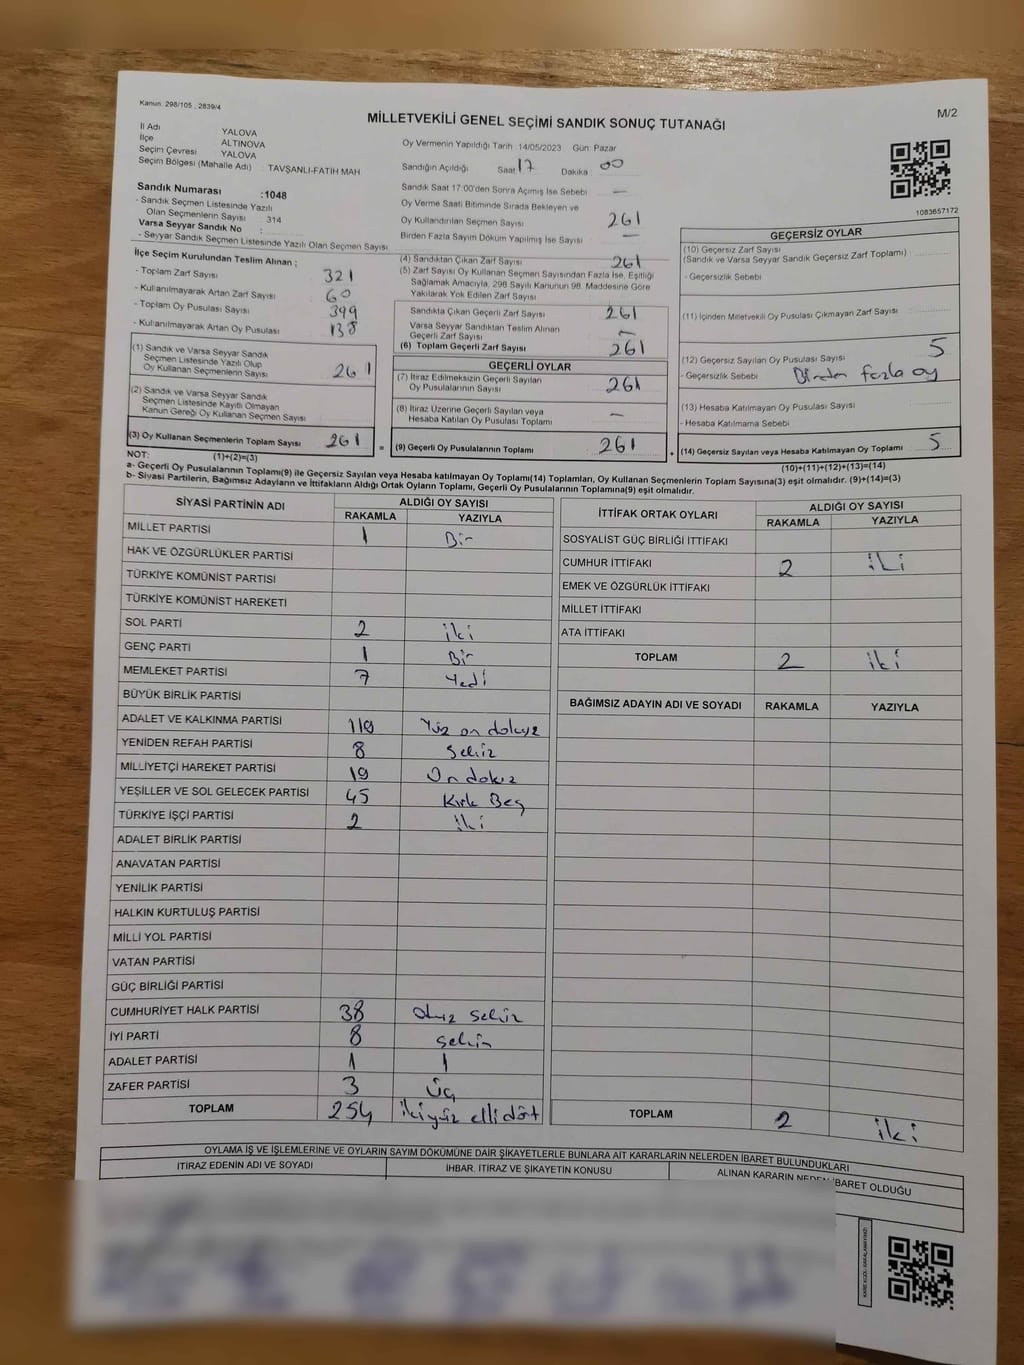 Kanun: 298/105 , 2839/4
M/2
MİLLETVEKİLİ GENEL SEÇİMİ SANDIK SONUÇ TUTANAĞI
İl Adı YALOVA
İlçe ALTINOVA
Seçim Çevresi YALOVA
Seçim Bölgesi (Mahalle Adı) : TAVŞANLI-FATİH MAH
Sandık Numarası :1048
- Sandık Seçmen Listesinde Yazılı
Olan Seçmenlerin Sayısı : 314
Varsa Seyyar Sandık No :
- Seyyar Sandık Seçmen Listesinde Yazılı Olan Seçmen Sayısı
Oy Vermenin Yapıldığı Tarih 14/05/2023 Gün: Pazar
Sandığın Açıldığı Saat 17 Dakika 00
Sandık Saat 17:00'den Sonra Açılmış İse Sebebi —
Oy Verme Saati Bitiminde Sırada Bekleyen ve
Oy Kullandırılan Seçmen Sayısı 261
Birden Fazla Sayım Döküm Yapılmış İse Sayısı —
1083657172
İlçe Seçim Kurulundan Teslim Alınan ;
- Toplam Zarf Sayısı 321
- Kullanılmayarak Artan Zarf Sayısı 60
- Toplam Oy Pusulası Sayısı 399
- Kullanılmayarak Artan Oy Pusulası 138
(1) Sandık ve Varsa Seyyar Sandık
Seçmen Listesinde Yazılı Olup
Oy Kullanan Seçmenlerin Sayısı 261
(2) Sandık ve Varsa Seyyar Sandık
Seçmen Listesinde Kayıtlı Olmayan
Kanun Gereği Oy Kullanan Seçmen Sayısı
(3) Oy Kullanan Seçmenlerin Toplam Sayısı 261
(1)+(2)=(3)
(4) Sandıktan Çıkan Zarf Sayısı 261
(5) Zarf Sayısı Oy Kullanan Seçmen Sayısından Fazla İse, Eşitliği
Sağlamak Amacıyla, 298 Sayılı Kanunun 98. Maddesine Göre
Yakılarak Yok Edilen Zarf Sayısı
Sandıkta Çıkan Geçerli Zarf Sayısı 261
Varsa Seyyar Sandıktan Teslim Alınan
Geçerli Zarf Sayısı –
(6) Toplam Geçerli Zarf Sayısı 261
GEÇERLİ OYLAR
(7) İtiraz Edilmeksizin Geçerli Sayılan
Oy Pusulalarının Sayısı 261
(8) İtiraz Üzerine Geçerli Sayılan veya
Hesaba Katılan Oy Pusulası Toplamı –
= (9) Geçerli Oy Pusulalarının Toplamı 261
GEÇERSİZ OYLAR
(10) Geçersiz Zarf Sayısı
(Sandık ve Varsa Seyyar Sandık Geçersiz Zarf Toplamı)
- Geçersizlik Sebebi
(11) İçinden Milletvekili Oy Pusulası Çıkmayan Zarf Sayısı
(12) Geçersiz Sayılan Oy Pusulası Sayısı 5
- Geçersizlik Sebebi Birden fazla oy
(13) Hesaba Katılmayan Oy Pusulası Sayısı
- Hesaba Katılmama Sebebi
+ (14) Geçersiz Sayılan veya Hesaba Katılmayan Oy Toplamı 5
(10)+(11)+(12)+(13)=(14)
NOT:
a- Geçerli Oy Pusulalarının Toplamı(9) ile Geçersiz Sayılan veya Hesaba katılmayan Oy Toplamı(14) Toplamları, Oy Kullanan Seçmenlerin Toplam Sayısına(3) eşit olmalıdır. (9)+(14)=(3)
b- Siyasi Partilerin, Bağımsız Adayların ve İttifakların Aldığı Ortak Oyların Toplamı, Geçerli Oy Pusulalarının Toplamına(9) eşit olmalıdır.
SİYASİ PARTİNİN ADI ALDIĞI OY SAYISI
RAKAMLA YAZIYLA
MİLLET PARTİSİ 1 Bir
HAK VE ÖZGÜRLÜKLER PARTİSİ
TÜRKİYE KOMÜNİST PARTİSİ
TÜRKİYE KOMÜNİST HAREKETİ
SOL PARTİ 2 iki
GENÇ PARTİ 1 Bir
MEMLEKET PARTİSİ 7 Yedi
BÜYÜK BİRLİK PARTİSİ
ADALET VE KALKINMA PARTİSİ 119 Yüz on dokuz
YENİDEN REFAH PARTİSİ 8 Sekiz
MİLLİYETÇİ HAREKET PARTİSİ 19 On dokuz
YEŞİLLER VE SOL GELECEK PARTİSİ 45 Kırk Beş
TÜRKİYE İŞÇİ PARTİSİ 2 iki
ADALET BİRLİK PARTİSİ
ANAVATAN PARTİSİ
YENİLİK PARTİSİ
HALKIN KURTULUŞ PARTİSİ
MİLLİ YOL PARTİSİ
VATAN PARTİSİ
GÜÇ BİRLİĞİ PARTİSİ
CUMHURİYET HALK PARTİSİ 38 Otuz Sekiz
İYİ PARTİ 8 Sekiz
ADALET PARTİSİ 1 1
ZAFER PARTİSİ 3 Üç
TOPLAM 254 ikiyüz elli dört
İTTİFAK ORTAK OYLARI ALDIĞI OY SAYISI
RAKAMLA YAZIYLA
SOSYALİST GÜÇ BİRLİĞİ İTTİFAKI
CUMHUR İTTİFAKI 2 iki
EMEK VE ÖZGÜRLÜK İTTİFAKI
MİLLET İTTİFAKI
ATA İTTİFAKI
TOPLAM 2 iki
BAĞIMSIZ ADAYIN ADI VE SOYADI RAKAMLA YAZIYLA
TOPLAM 2 iki
OYLAMA İŞ VE İŞLEMLERİNE VE OYLARIN SAYIM DÖKÜMÜNE DAİR ŞİKAYETLERLE BUNLARA AİT KARARLARIN NELERDEN İBARET BULUNDUKLARI
İTİRAZ EDENİN ADI VE SOYADI İHBAR, İTİRAZ VE ŞİKAYETİN KONUSU ALINAN KARARIN NEDEN İBARET OLDUĞU